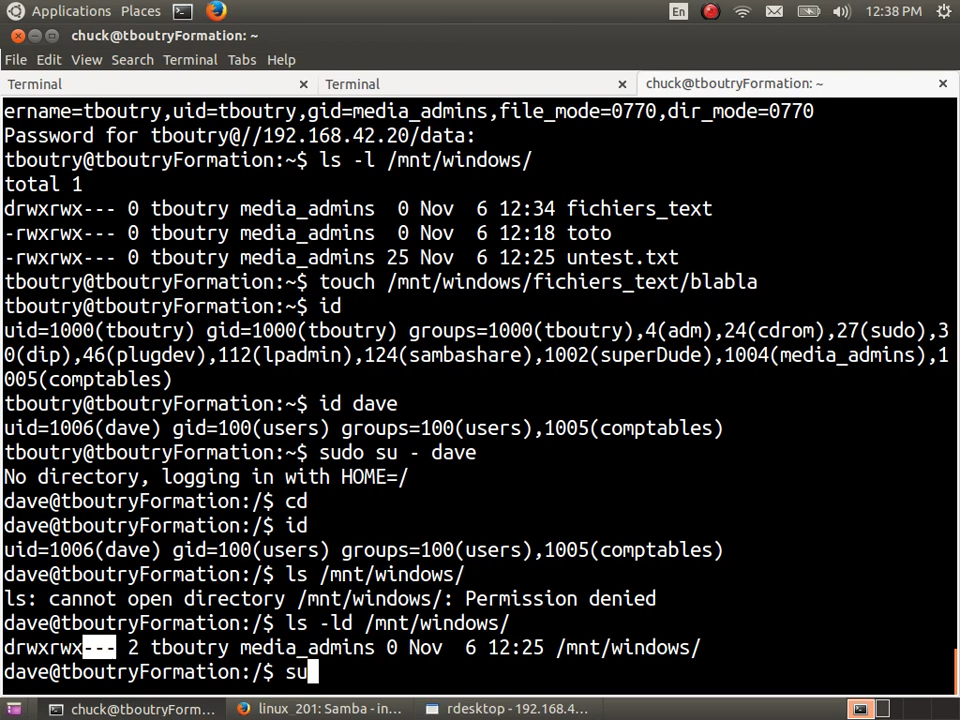 Applications Places En 12:38 PM
chuck@tboutryFormation: ~
File Edit View Search Terminal Tabs Help
Terminal × Terminal × chuck@tboutryFormation: ~ ×
ername=tboutry,uid=tboutry,gid=media_admins,file_mode=0770,dir_mode=0770
Password for tboutry@//192.168.42.20/data:
tboutry@tboutryFormation:~$ ls -l /mnt/windows/
total 1
drwxrwx--- 0 tboutry media_admins  0 Nov  6 12:34 fichiers_text
-rwxrwx--- 0 tboutry media_admins  0 Nov  6 12:18 toto
-rwxrwx--- 0 tboutry media_admins 25 Nov  6 12:25 untest.txt
tboutry@tboutryFormation:~$ touch /mnt/windows/fichiers_text/blabla
tboutry@tboutryFormation:~$ id
uid=1000(tboutry) gid=1000(tboutry) groups=1000(tboutry),4(adm),24(cdrom),27(sudo),3
0(dip),46(plugdev),112(lpadmin),124(sambashare),1002(superDude),1004(media_admins),1
005(comptables)
tboutry@tboutryFormation:~$ id dave
uid=1006(dave) gid=100(users) groups=100(users),1005(comptables)
tboutry@tboutryFormation:~$ sudo su - dave
No directory, logging in with HOME=/
dave@tboutryFormation:/$ cd
dave@tboutryFormation:/$ id
uid=1006(dave) gid=100(users) groups=100(users),1005(comptables)
dave@tboutryFormation:/$ ls /mnt/windows/
ls: cannot open directory /mnt/windows/: Permission denied
dave@tboutryFormation:/$ ls -ld /mnt/windows/
drwxrwx--- 2 tboutry media_admins 0 Nov  6 12:25 /mnt/windows/
dave@tboutryFormation:/$ su
chuck@tboutryForm... linux_201: Samba - in... rdesktop - 192.168.4...